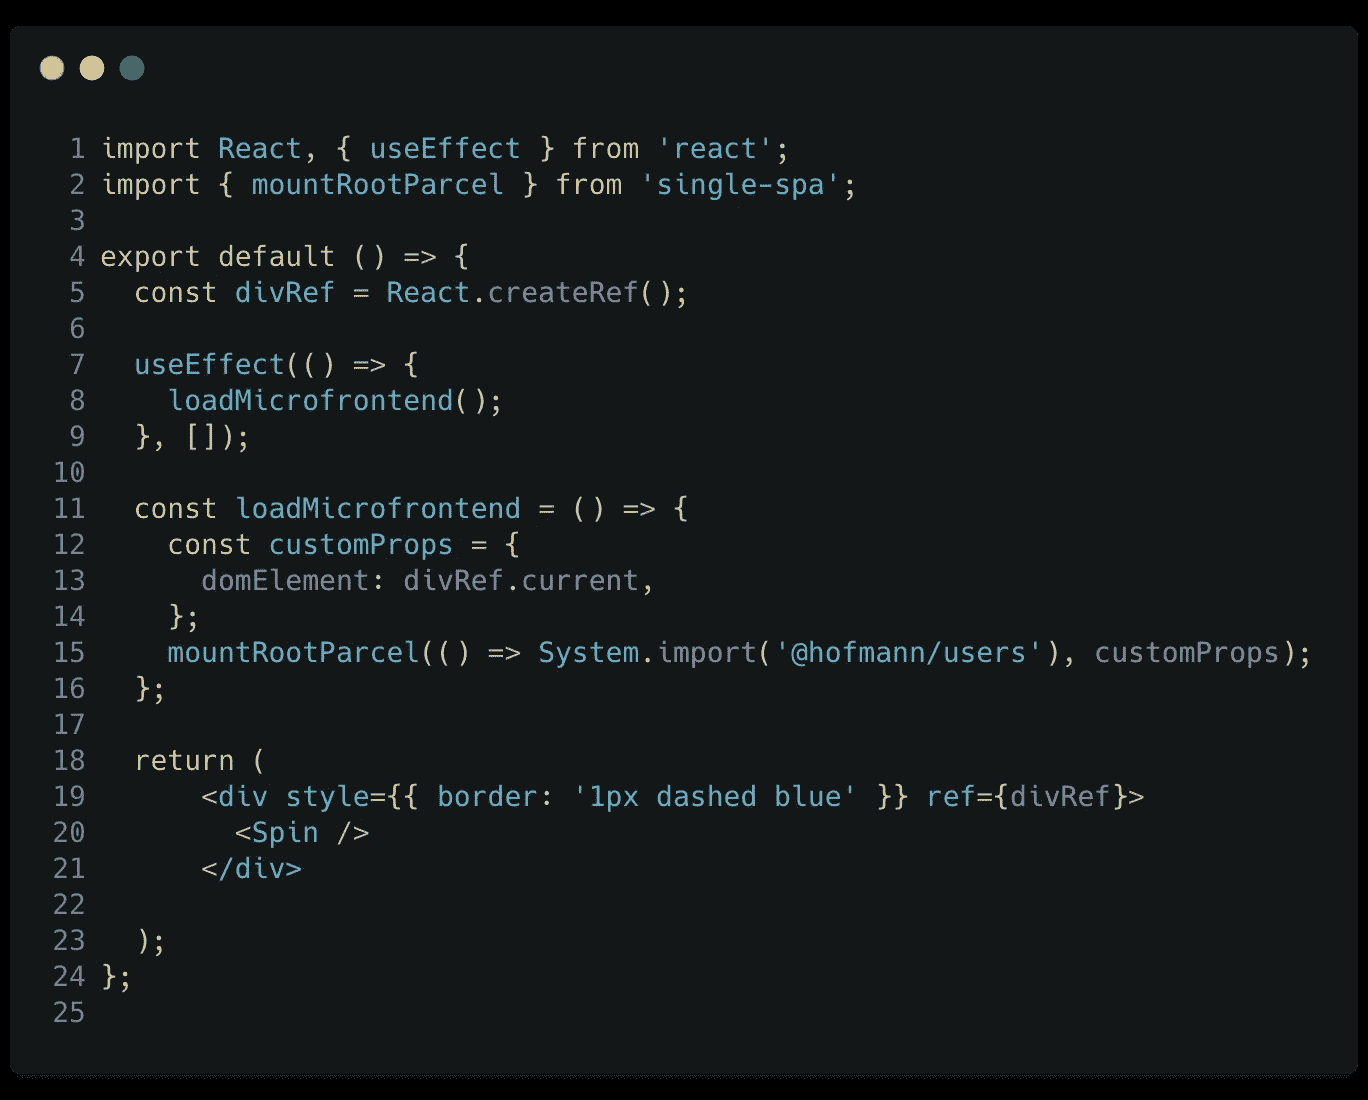 1 import React, { useEffect } from 'react';
2 import { mountRootParcel } from 'single-spa';
3
4 export default () => {
5   const divRef = React.createRef();
6
7   useEffect(() => {
8     loadMicrofrontend();
9   }, []);
10
11   const loadMicrofrontend = () => {
12     const customProps = {
13       domElement: divRef.current,
14     };
15     mountRootParcel(() => System.import('@hofmann/users'), customProps);
16   };
17
18   return (
19       <div style={{ border: '1px dashed blue' }} ref={divRef}>
20         <Spin />
21       </div>
22
23   );
24 };
25